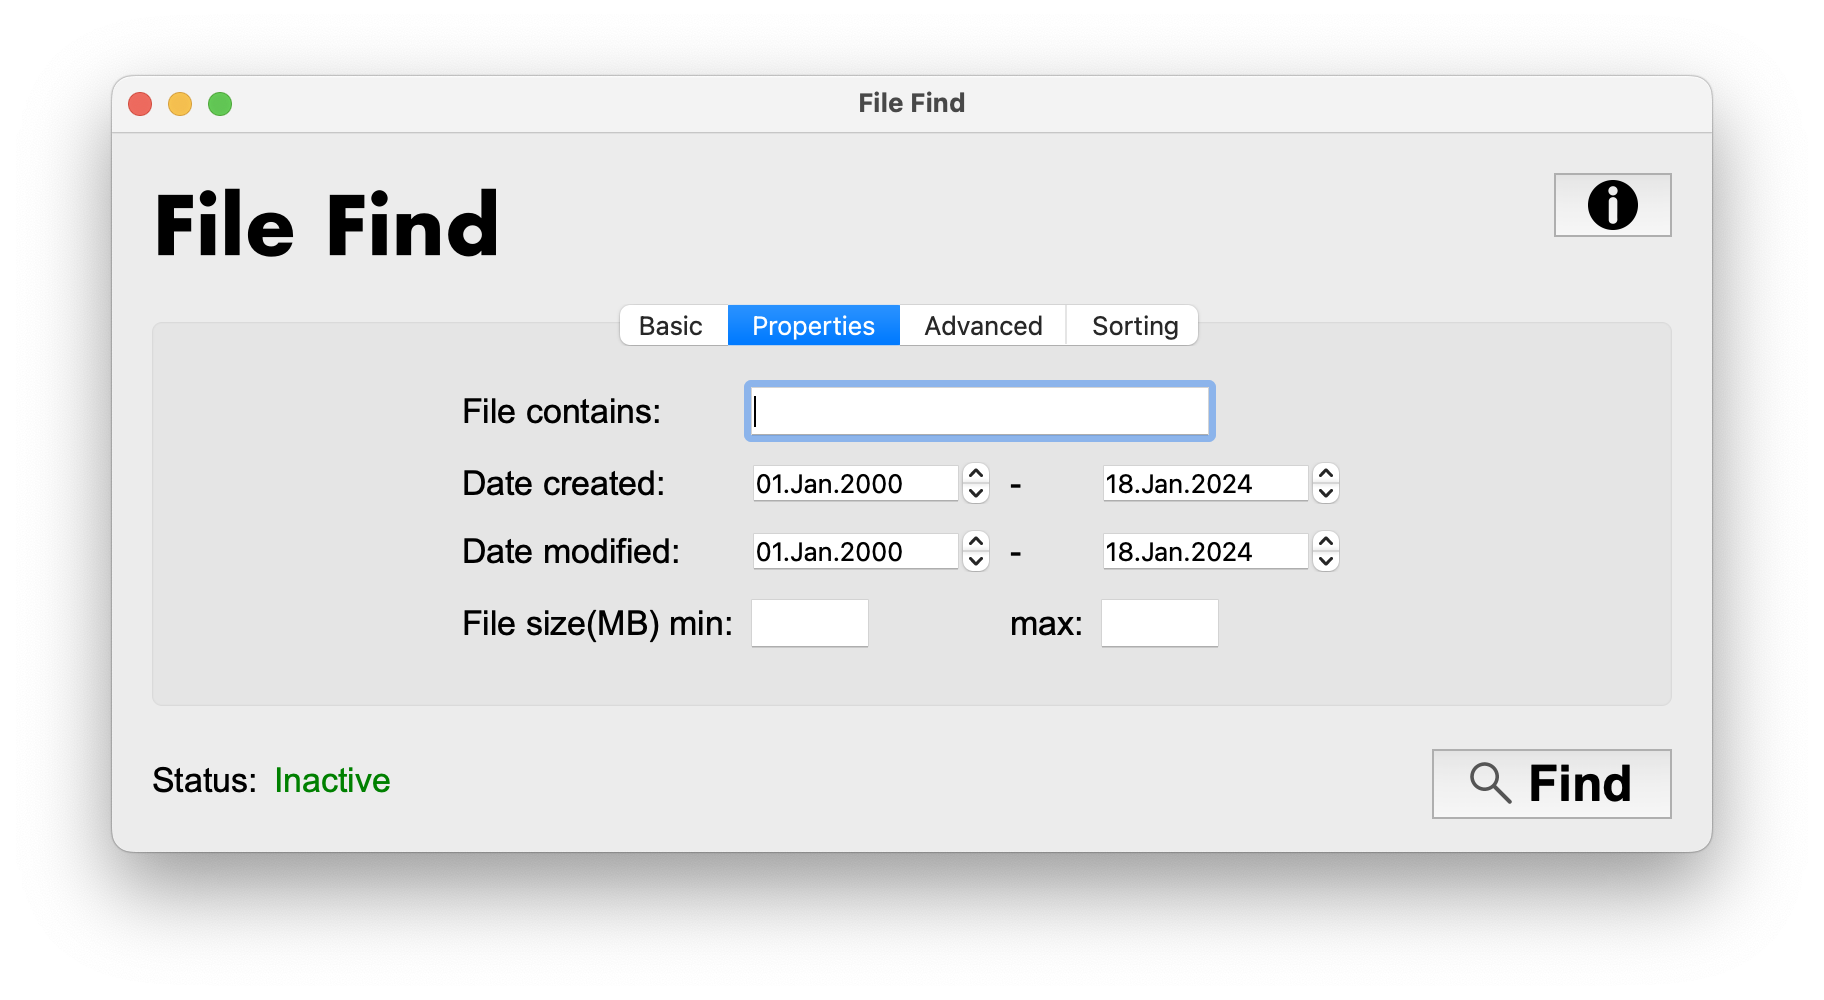 File Find
File Find
Basic Properties Advanced Sorting
File contains:
Date created: 01.Jan.2000 - 18.Jan.2024
Date modified: 01.Jan.2000 - 18.Jan.2024
File size(MB) min: max:
Status: Inactive
Find